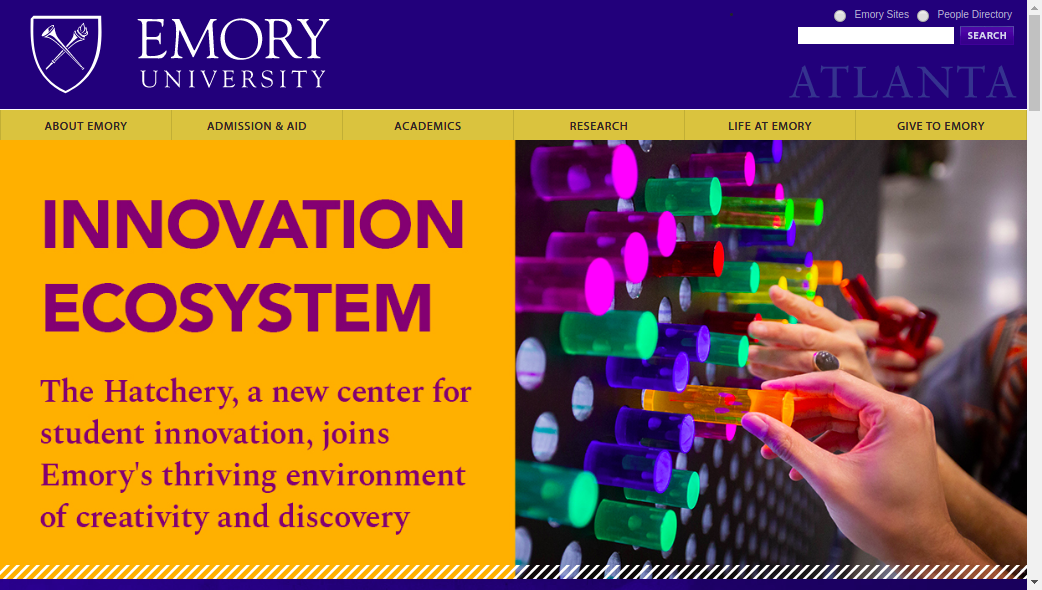 EMORY
UNIVERSITY
Emory Sites People Directory
SEARCH
ATLANTA
ABOUT EMORY ADMISSION & AID ACADEMICS RESEARCH LIFE AT EMORY GIVE TO EMORY
INNOVATION
ECOSYSTEM
The Hatchery, a new center for
student innovation, joins
Emory's thriving environment
of creativity and discovery